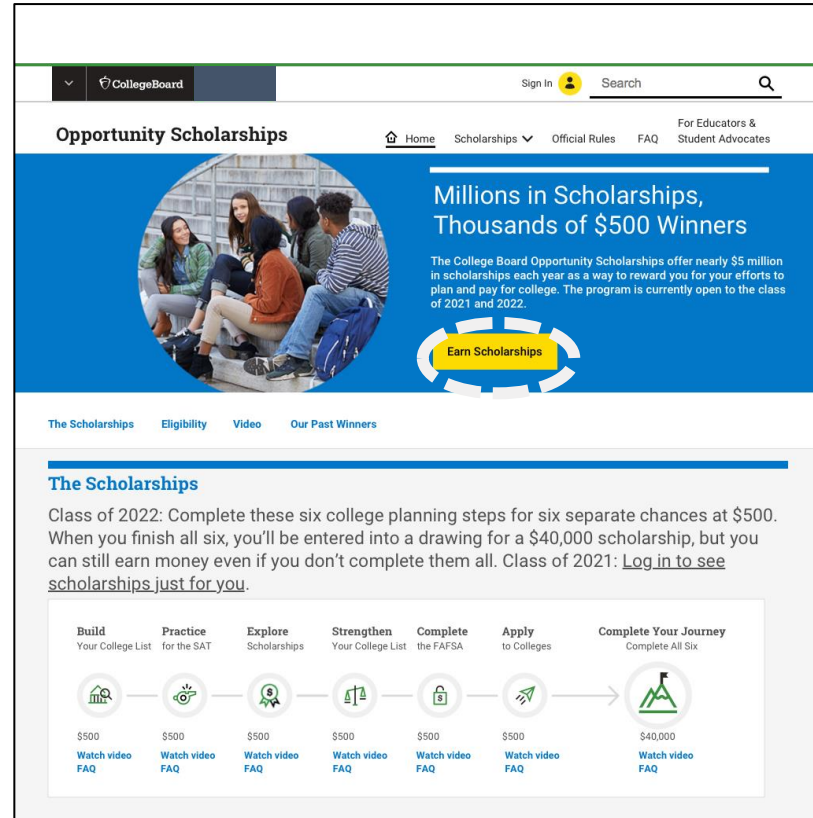 CollegeBoard
Sign In
Search
Opportunity Scholarships
Home
Scholarships
Official Rules
FAQ
For Educators &
Student Advocates
Millions in Scholarships,
Thousands of $500 Winners
The College Board Opportunity Scholarships offer nearly $5 million
in scholarships each year as a way to reward you for your efforts to
plan and pay for college. The program is currently open to the class
of 2021 and 2022.
Earn Scholarships
The Scholarships
Eligibility
Video
Our Past Winners
The Scholarships
Class of 2022: Complete these six college planning steps for six separate chances at $500.
When you finish all six, you’ll be entered into a drawing for a $40,000 scholarship, but you
can still earn money even if you don’t complete them all. Class of 2021: Log in to see
scholarships just for you.
Build
Your College List
$500
Watch video
FAQ
Practice
for the SAT
$500
Watch video
FAQ
Explore
Scholarships
$
$500
Watch video
FAQ
Strengthen
Your College List
$500
Watch video
FAQ
Complete
the FAFSA
$
$500
Watch video
FAQ
Apply
to Colleges
$500
Watch video
FAQ
Complete Your Journey
Complete All Six
$40,000
Watch video
FAQ